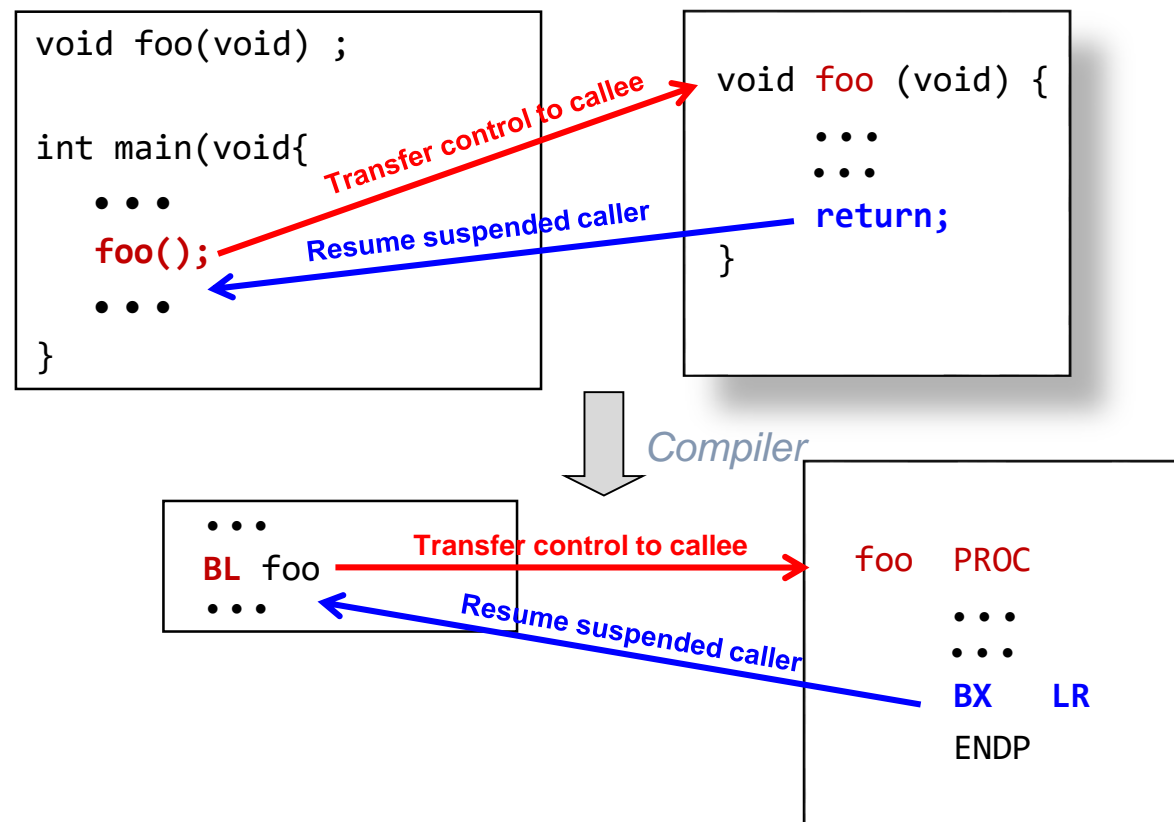 void foo(void) ;
int main(void{
•••
foo();
•••
}
Transfer control to callee
Resume suspended caller
void foo (void) {
•••
•••
return;
}
Compiler
•••
BL foo
•••
Transfer control to callee
Resume suspended caller
foo PROC
•••
•••
BX LR
ENDP